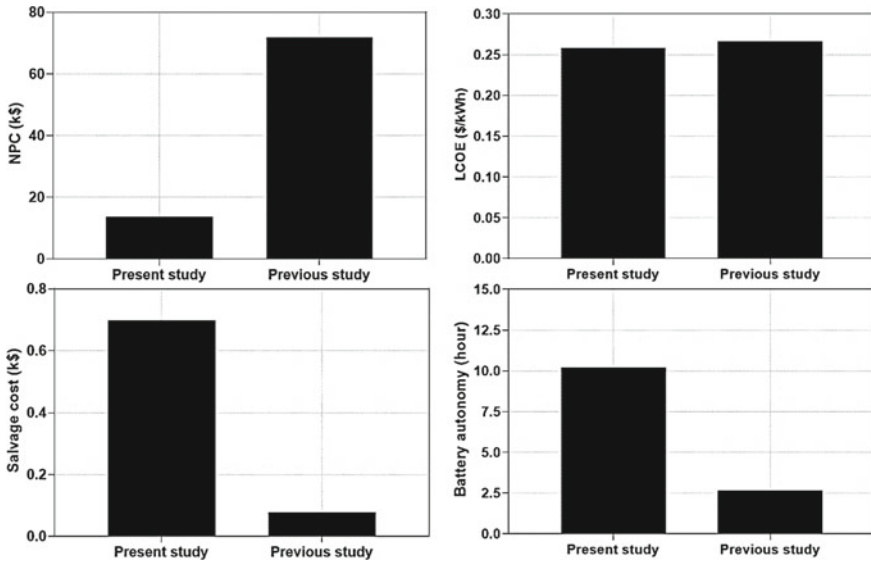 NPC (k$)
80
60
40
20
0
Present study
Previous study
LCOE ($/kWh)
0.30
0.25
0.20
0.15
0.10
0.05
0.00
Present study
Previous study
Salvage cost (k$)
0.8
0.6
0.4
0.2
0.0
Present study
Previous study
Battery autonomy (hour)
15.0
12.5
10.0
7.5
5.0
2.5
0.0
Present study
Previous study